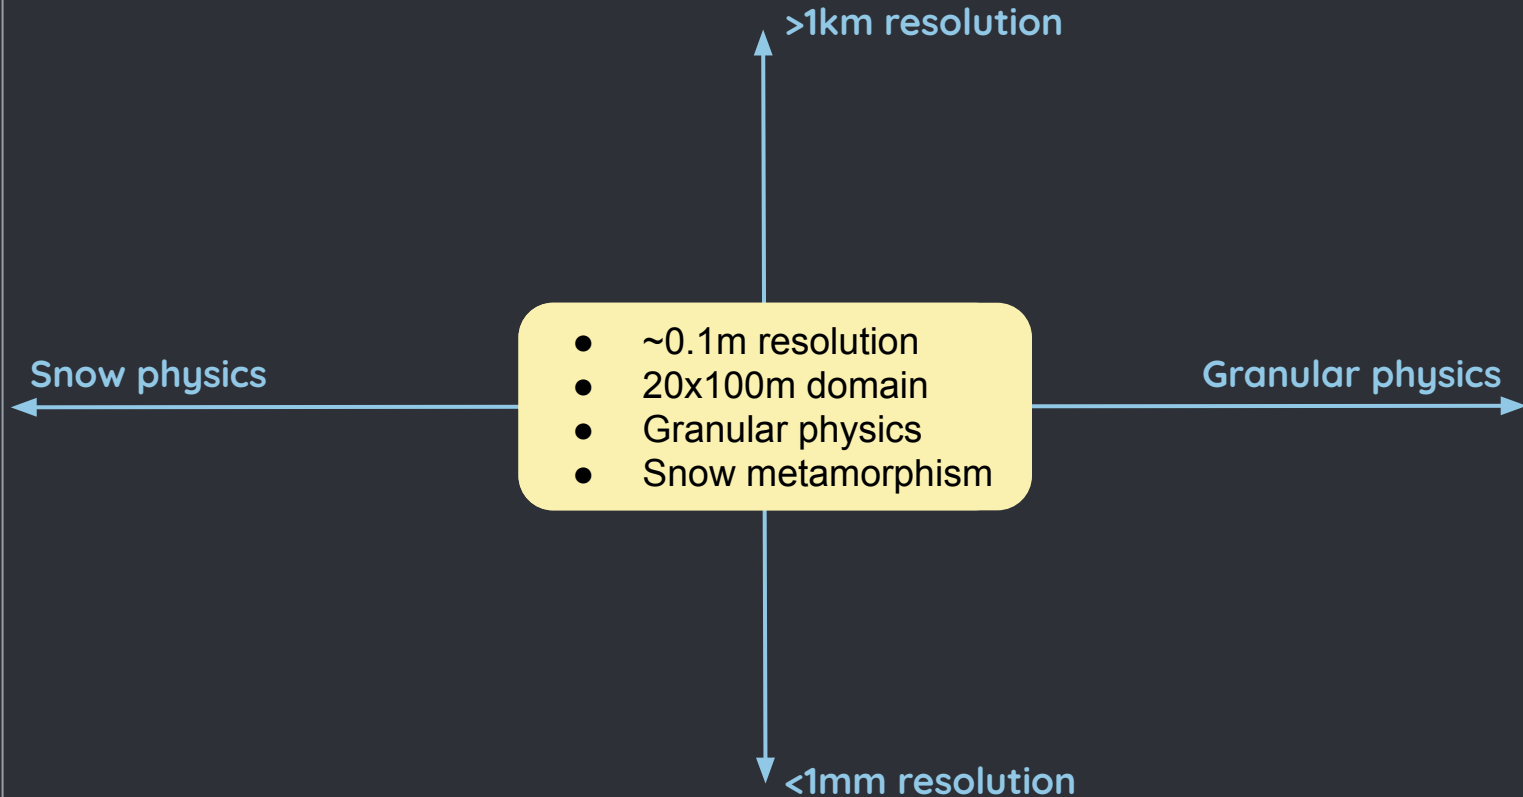 >1km resolution
Snow physics
Granular physics
● ~0.1m resolution
● 20x100m domain
● Granular physics
● Snow metamorphism
<1mm resolution